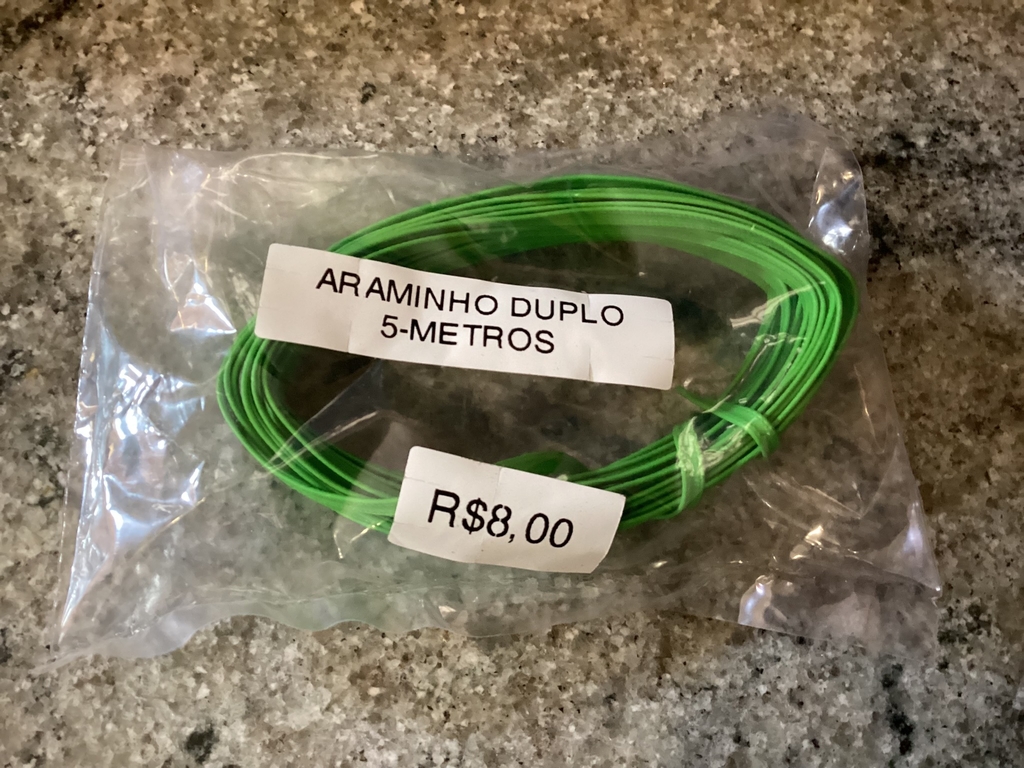 ARAMINHO DUPLO
5-METROS
R$8,00